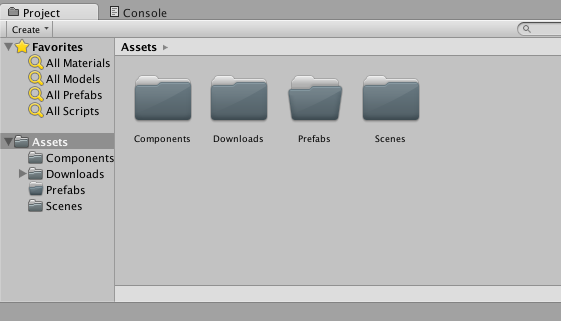 Project
Console
Create
Favorites
All Materials
All Models
All Prefabs
All Scripts
Assets
Components
Downloads
Prefabs
Scenes
Assets
Components
Downloads
Prefabs
Scenes